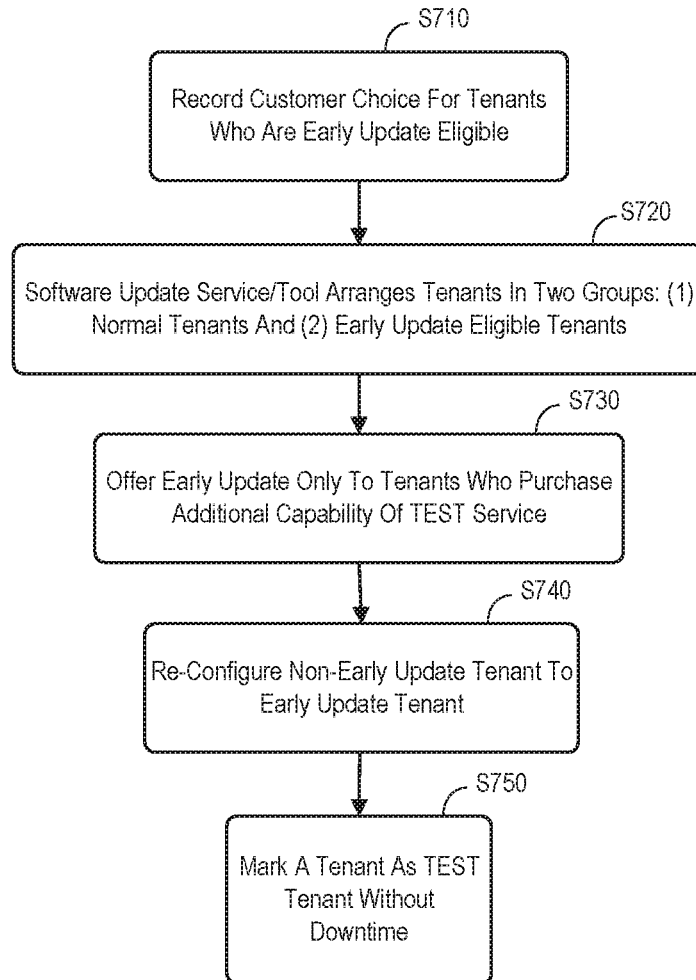 S710
Record Customer Choice For Tenants
Who Are Early Update Eligible
S720
Software Update Service/Tool Arranges Tenants In Two Groups: (1)
Normal Tenants And (2) Early Update Eligible Tenants
S730
Offer Early Update Only To Tenants Who Purchase
Additional Capability Of TEST Service
S740
Re-Configure Non-Early Update Tenant To
Early Update Tenant
S750
Mark A Tenant As TEST
Tenant Without
Downtime